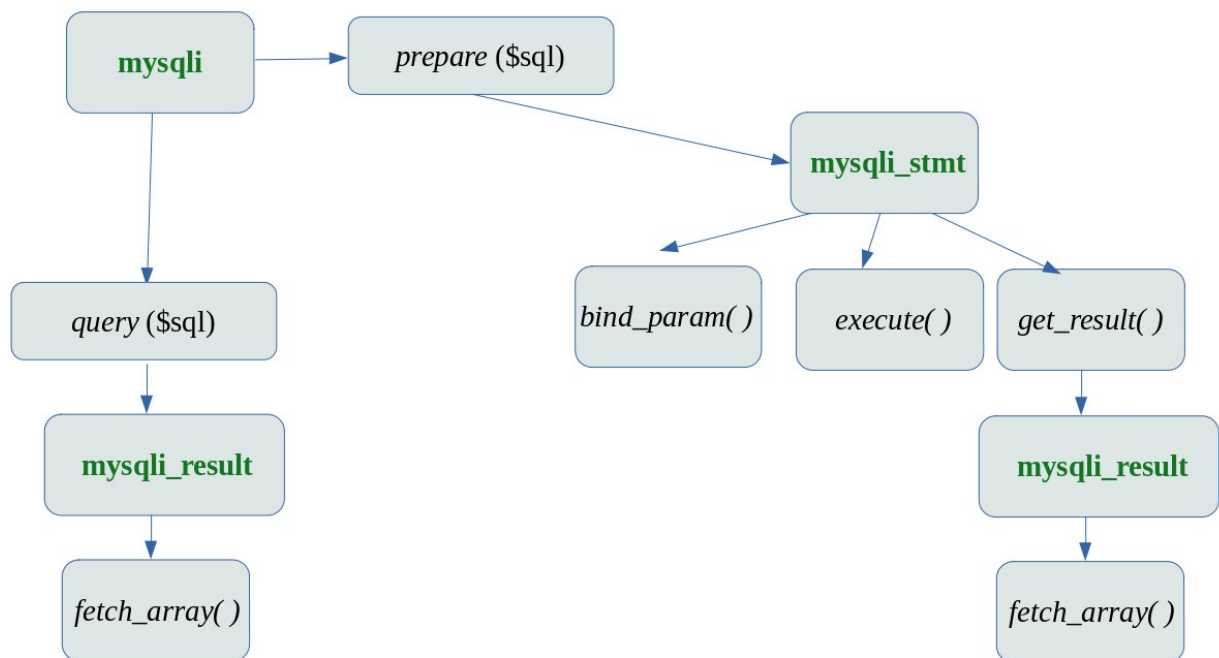 mysqli
prepare ($sql)
mysqli_stmt
bind_param( )
execute( )
get_result( )
query ($sql)
mysqli_result
mysqli_result
fetch_array( )
fetch_array( )